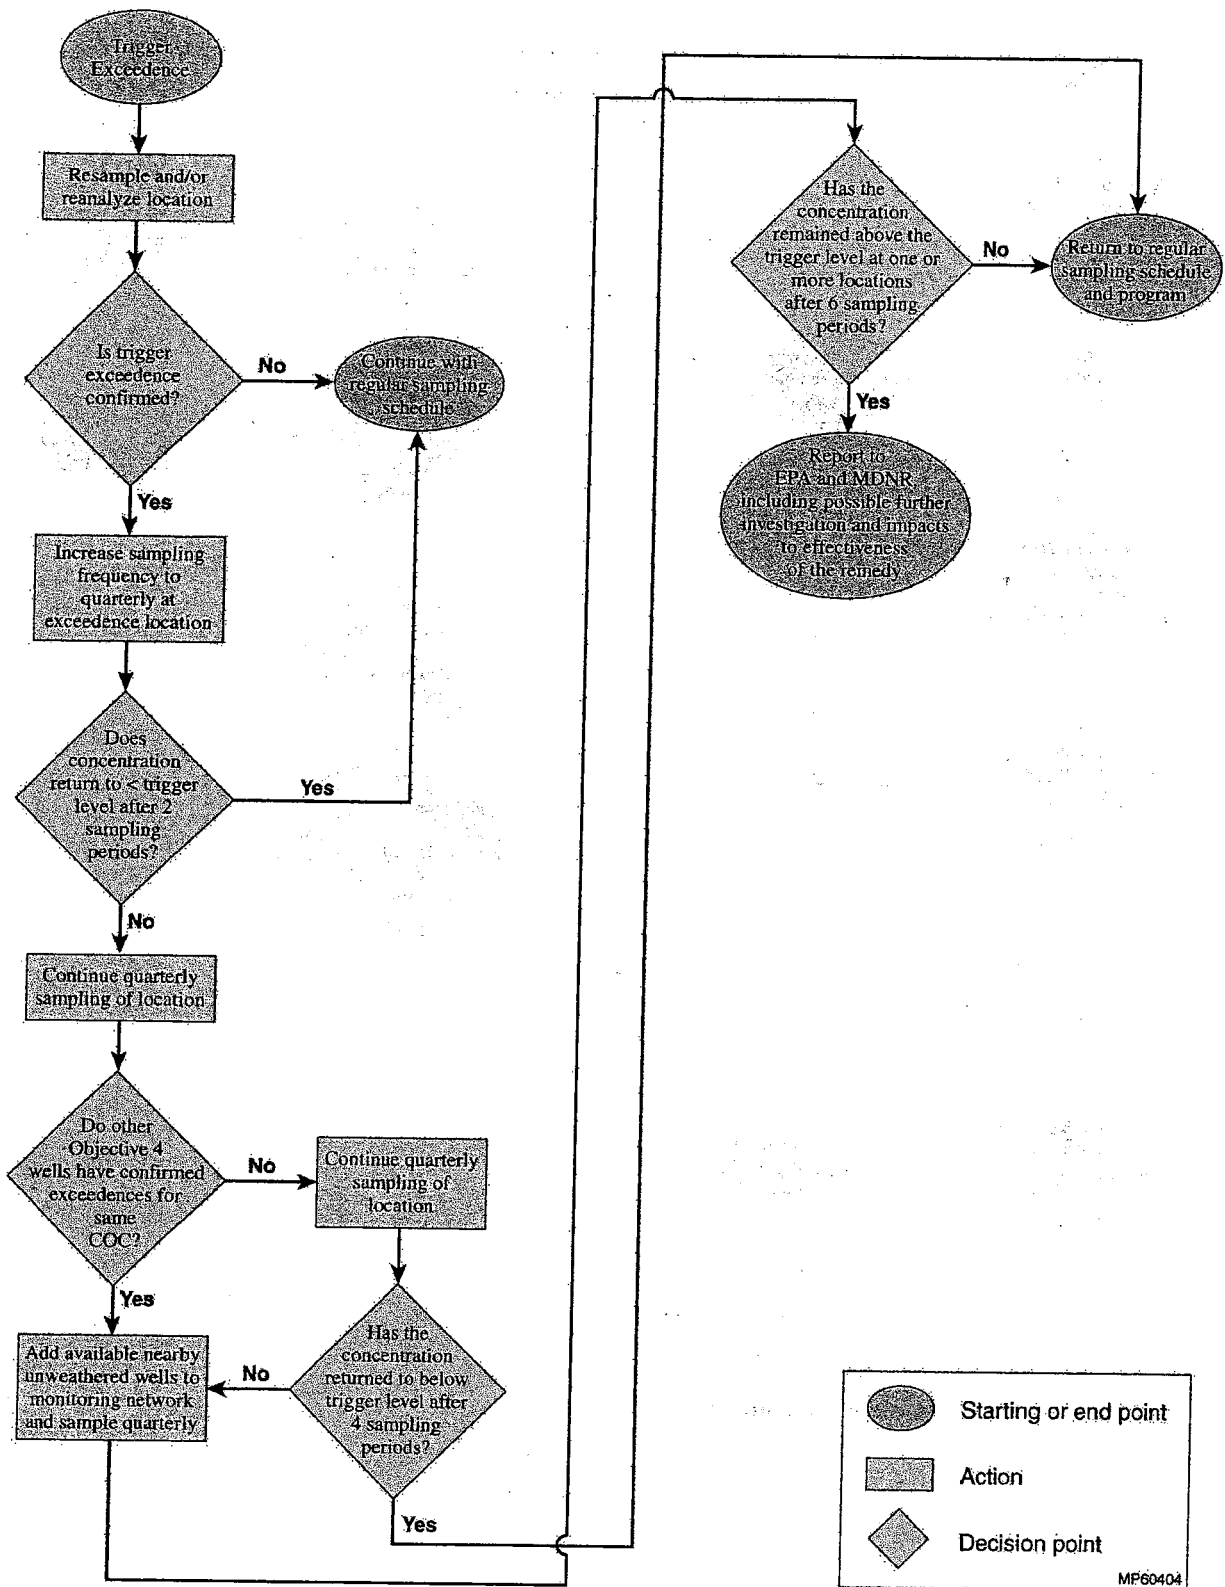 Trigger
Exceedence
Resample and/or
reanalyze location
Is trigger
exceedence
confirmed?
No
Continue with
regular sampling
schedule
Yes
Increase sampling
frequency to
quarterly at
exceedence location
Does
concentration
return to < trigger
level after 2
sampling
periods?
Yes
No
Continue quarterly
sampling of location
Do other
Objective 4
wells have confirmed
exceedences for
same
COC?
No
Continue quarterly
sampling of
location
Yes
Add available nearby
unweathered wells to
monitoring network
and sample quarterly
No
Has the
concentration
returned to below
trigger level after
4 sampling
periods?
Yes
Has the
concentration
remained above the
trigger level at one or
more locations
after 6 sampling
periods?
No
Return to regular
sampling schedule
and program
Yes
Report to
EPA and MDNR
including possible further
investigation and impacts
to effectiveness
of the remedy
Starting or end point
Action
Decision point
MP60404